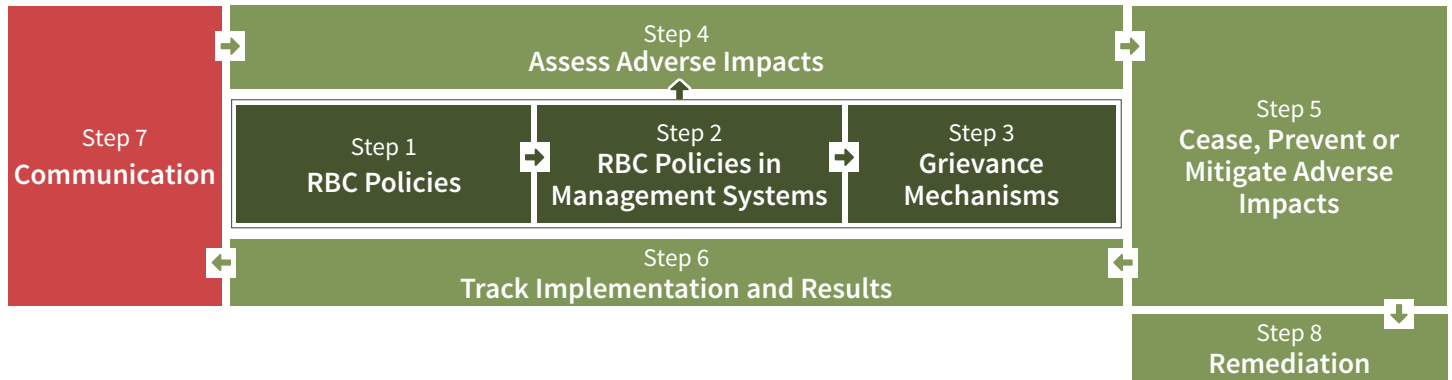 Step 4
Assess Adverse Impacts
Step 7
Communication
Step 1
RBC Policies
Step 2
RBC Policies in
Management Systems
Step 3
Grievance
Mechanisms
Step 5
Cease, Prevent or
Mitigate Adverse
Impacts
Step 6
Track Implementation and Results
Step 8
Remediation